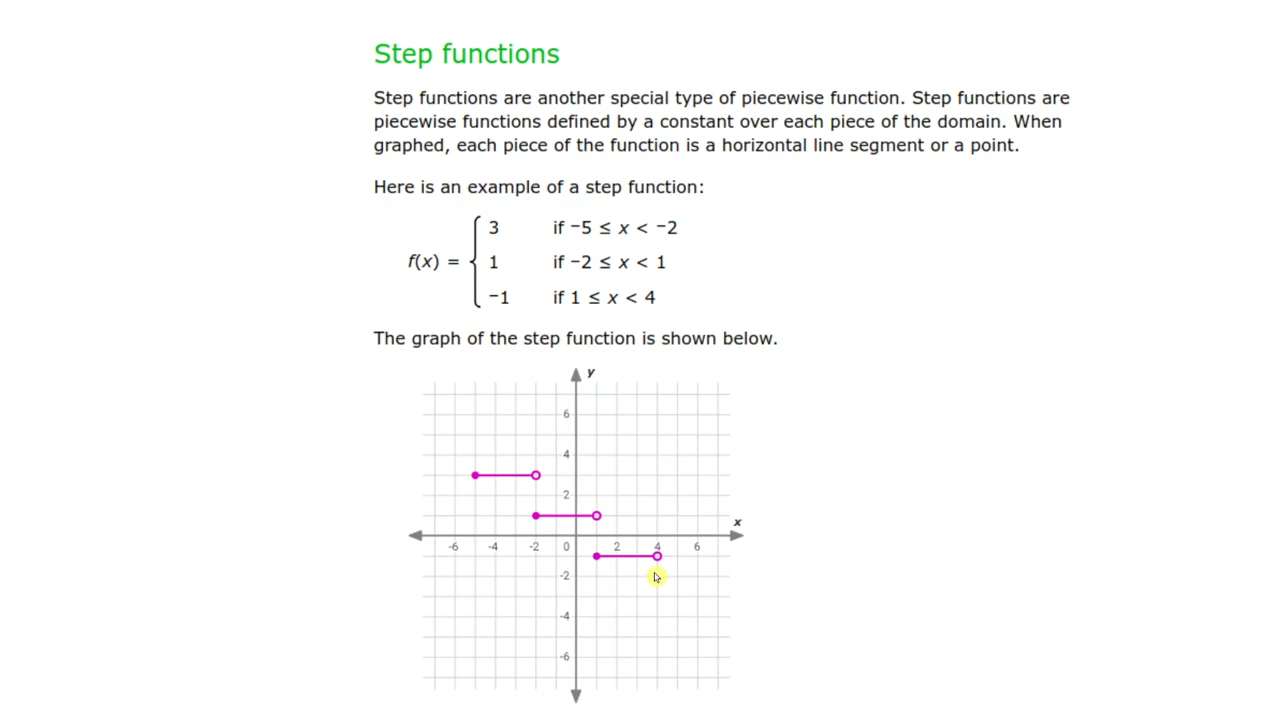 Step functions
Step functions are another special type of piecewise function. Step functions are
piecewise functions defined by a constant over each piece of the domain. When
graphed, each piece of the function is a horizontal line segment or a point.
Here is an example of a step function:
3 if −5 ≤ x < −2
f(x) = 1 if −2 ≤ x < 1
−1 if 1 ≤ x < 4
The graph of the step function is shown below.
y
6
4
2
x
-6 -4 -2 0 2 4 6
-2
-4
-6